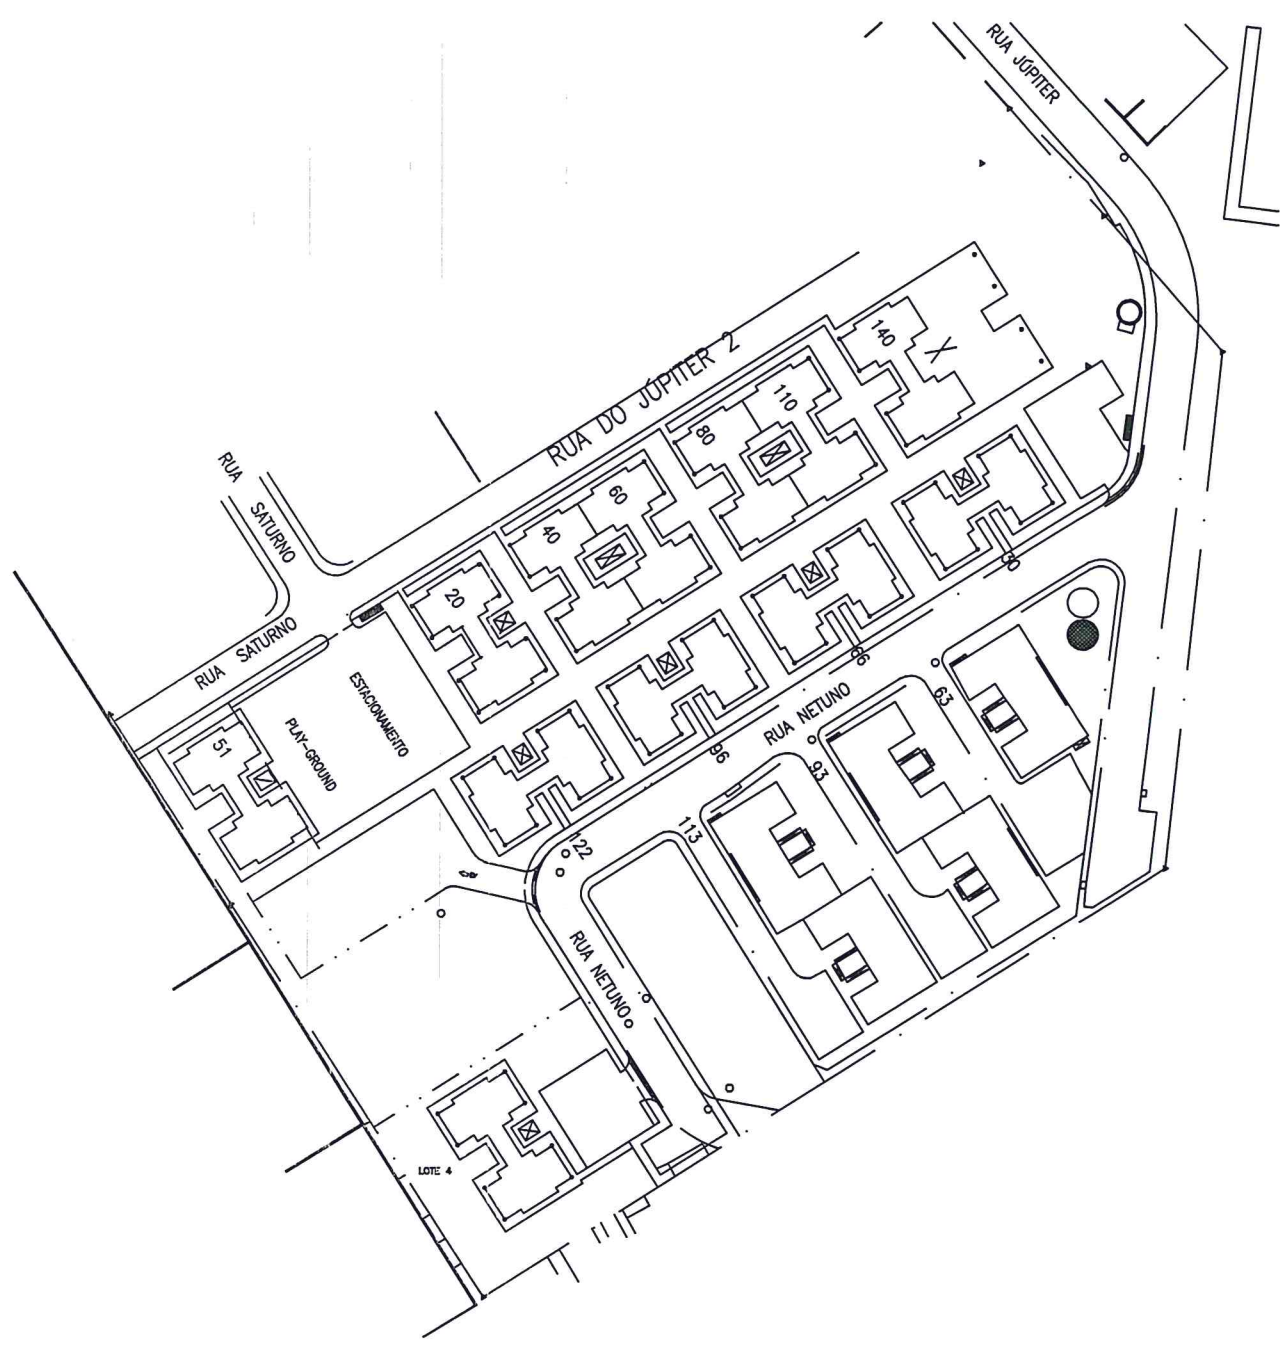 RUA JÚPITER
140
X
RUA DO JÚPITER 2
110
80
60
40
20
RUA
SATURNO
RUA SATURNO
ESTACIONAMENTO
PLAY-GROUND
51
30
66
96
122
RUA NETUNO
63
93
113
RUA NETUNO
LOTE 4